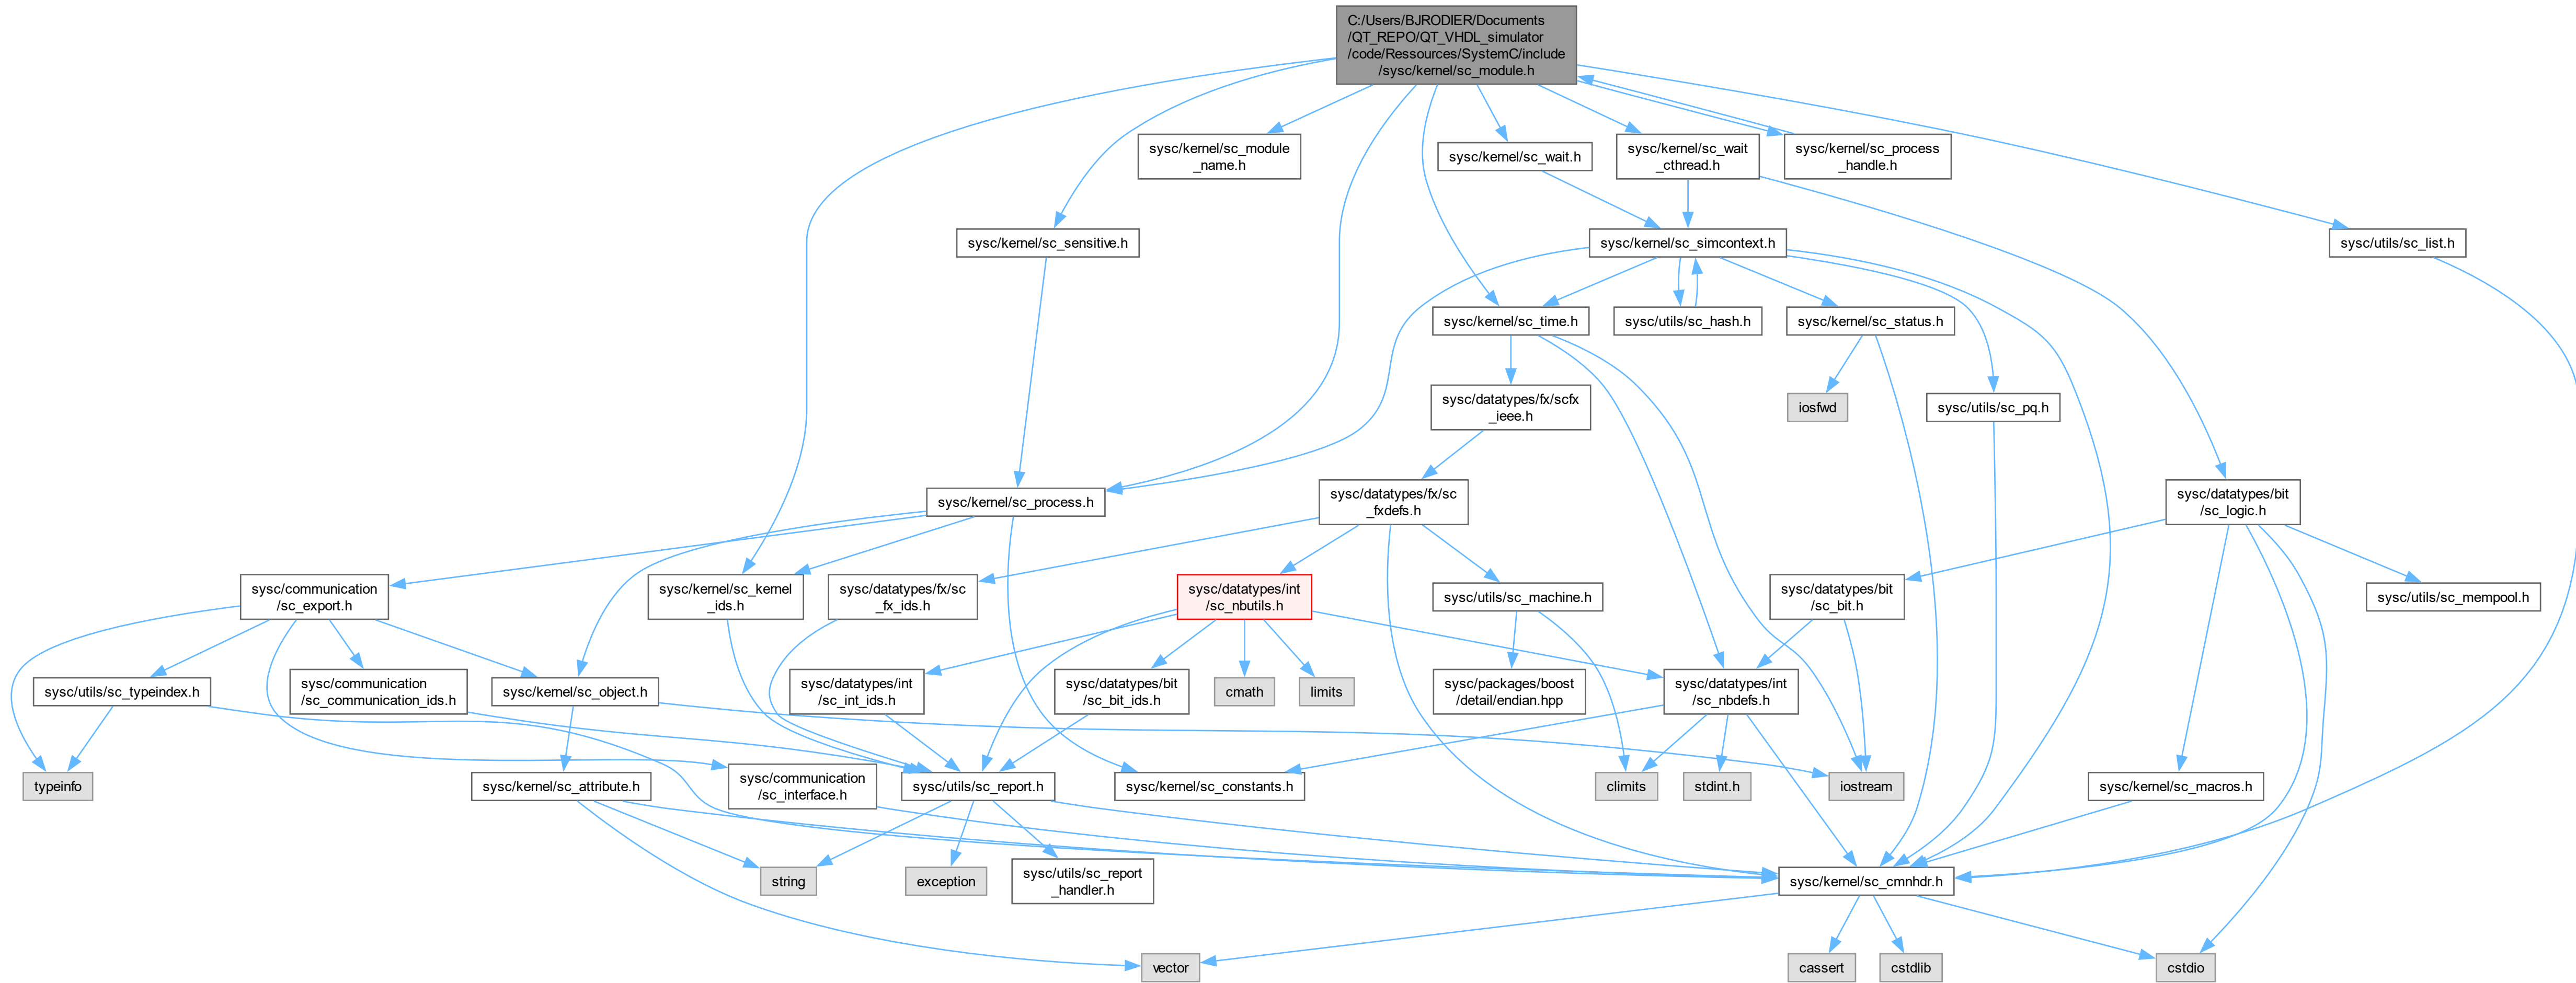 C:/Users/BJRODIER/Documents
/QT_REPO/QT_VHDL_simulator
/code/Ressources/SystemC/include
/sysc/kernel/sc_module.h
sysc/kernel/sc_module
_name.h
sysc/kernel/sc_wait.h
sysc/kernel/sc_wait
_cthread.h
sysc/kernel/sc_process
_handle.h
sysc/kernel/sc_sensitive.h
sysc/kernel/sc_simcontext.h
sysc/utils/sc_list.h
sysc/kernel/sc_time.h
sysc/utils/sc_hash.h
sysc/kernel/sc_status.h
sysc/datatypes/fx/scfx
_ieee.h
iosfwd
sysc/utils/sc_pq.h
sysc/kernel/sc_process.h
sysc/datatypes/fx/sc
_fxdefs.h
sysc/datatypes/bit
/sc_logic.h
sysc/communication
/sc_export.h
sysc/kernel/sc_kernel
_ids.h
sysc/datatypes/fx/sc
_fx_ids.h
sysc/datatypes/int
/sc_nbutils.h
sysc/utils/sc_machine.h
sysc/datatypes/bit
/sc_bit.h
sysc/utils/sc_mempool.h
sysc/utils/sc_typeindex.h
sysc/communication
/sc_communication_ids.h
sysc/kernel/sc_object.h
sysc/datatypes/int
/sc_int_ids.h
sysc/datatypes/bit
/sc_bit_ids.h
cmath
limits
sysc/packages/boost
/detail/endian.hpp
sysc/datatypes/int
/sc_nbdefs.h
typeinfo
sysc/kernel/sc_attribute.h
sysc/communication
/sc_interface.h
sysc/utils/sc_report.h
sysc/kernel/sc_constants.h
climits
stdint.h
iostream
sysc/kernel/sc_macros.h
string
exception
sysc/utils/sc_report
_handler.h
sysc/kernel/sc_cmnhdr.h
vector
cassert
cstdlib
cstdio